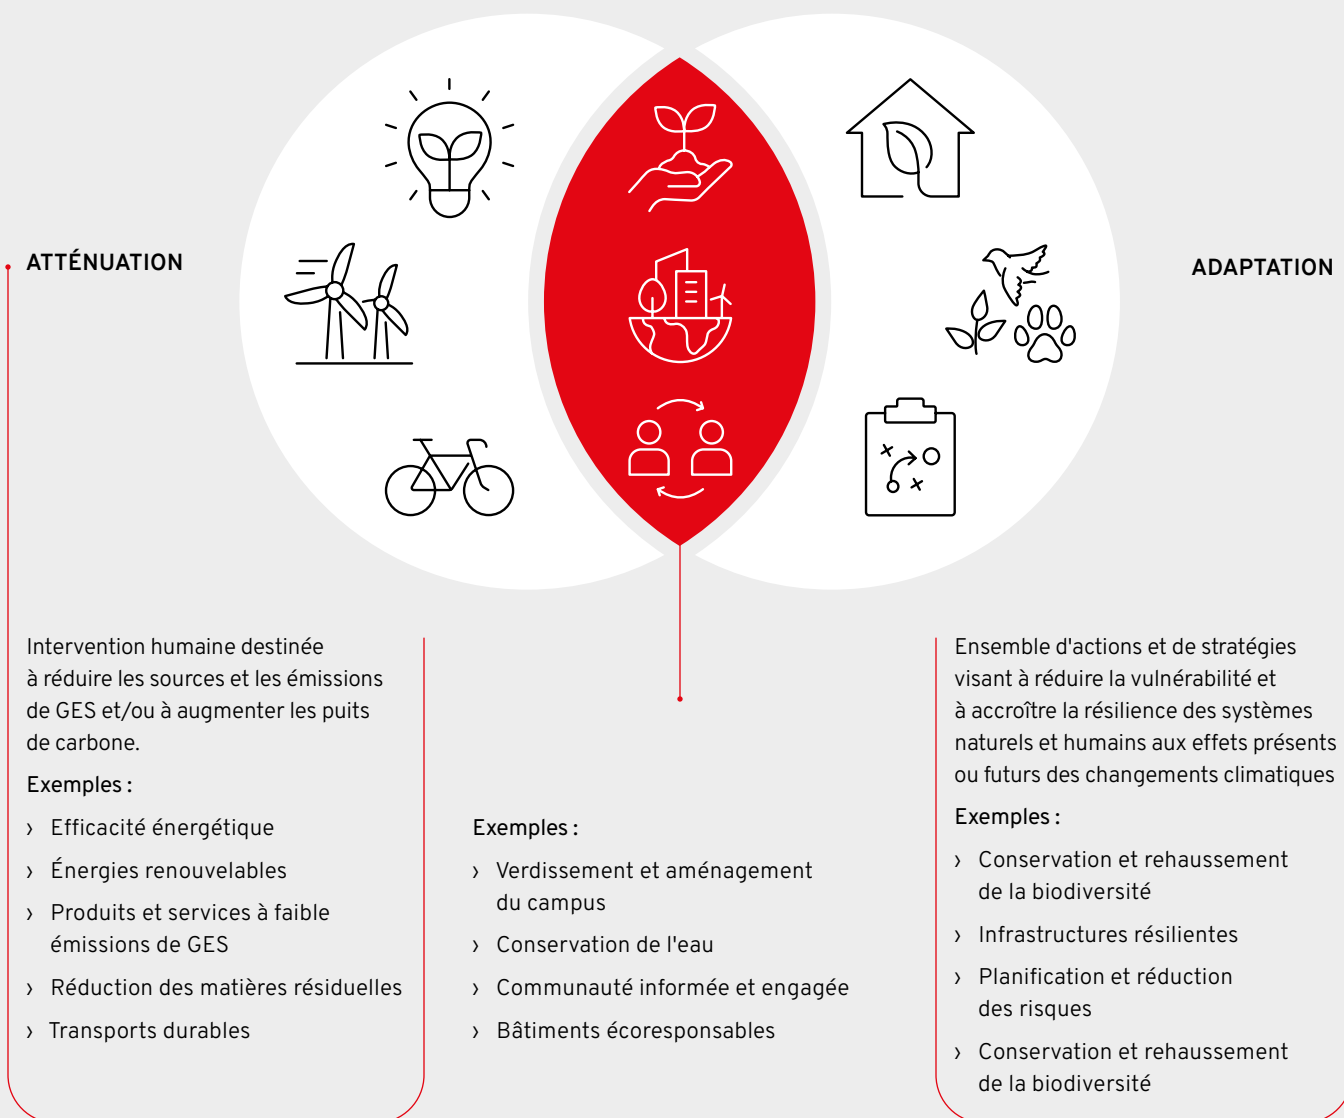 ATTÉNUATION
ADAPTATION
Intervention humaine destinée
à réduire les sources et les émissions
de GES et/ou à augmenter les puits
de carbone.
Exemples :
› Efficacité énergétique
› Énergies renouvelables
› Produits et services à faible
émissions de GES
› Réduction des matières résiduelles
› Transports durables
Exemples :
› Verdissement et aménagement
du campus
› Conservation de l'eau
› Communauté informée et engagée
› Bâtiments écoresponsables
Ensemble d'actions et de stratégies
visant à réduire la vulnérabilité et
à accroître la résilience des systèmes
naturels et humains aux effets présents
ou futurs des changements climatiques
Exemples :
› Conservation et rehaussement
de la biodiversité
› Infrastructures résilientes
› Planification et réduction
des risques
› Conservation et rehaussement
de la biodiversité